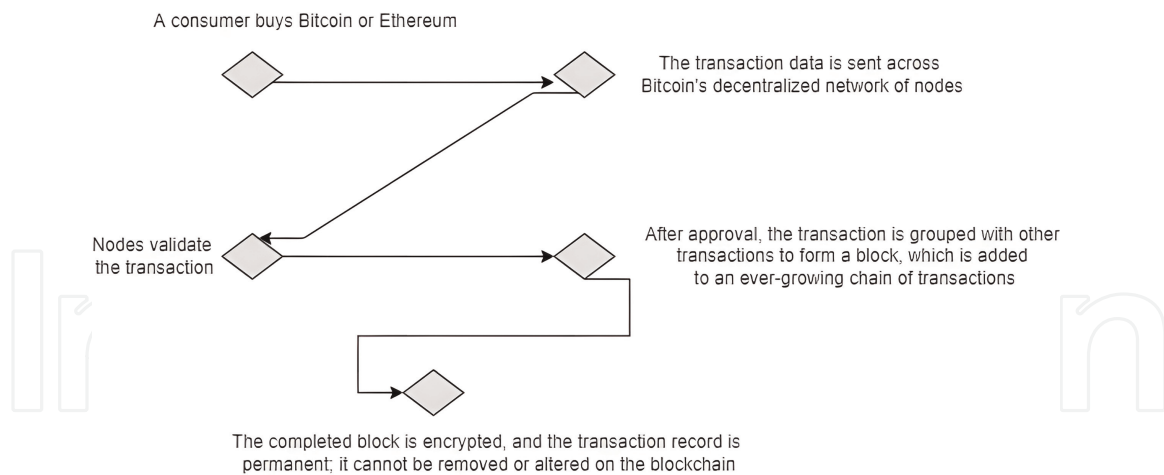 A consumer buys Bitcoin or Ethereum
The transaction data is sent across
Bitcoin's decentralized network of nodes
Nodes validate
the transaction
After approval, the transaction is grouped with other
transactions to form a block, which is added
to an ever-growing chain of transactions
The completed block is encrypted, and the transaction record is
permanent; it cannot be removed or altered on the blockchain